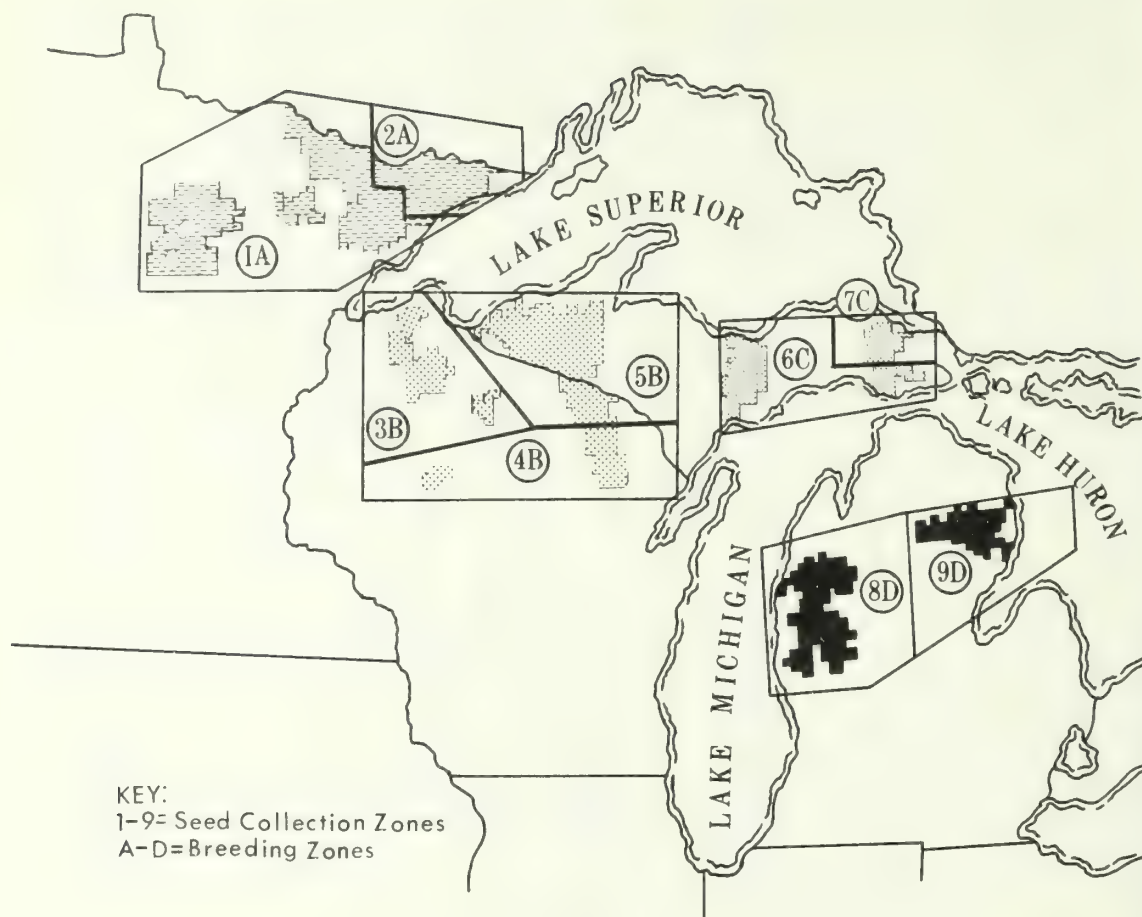 2A
1A
LAKE SUPERIOR
7C
6C
5B
3B
4B
LAKE HURON
8D
9D
LAKE MICHIGAN
KEY:
1-9= Seed Collection Zones
A-D=Breeding Zones